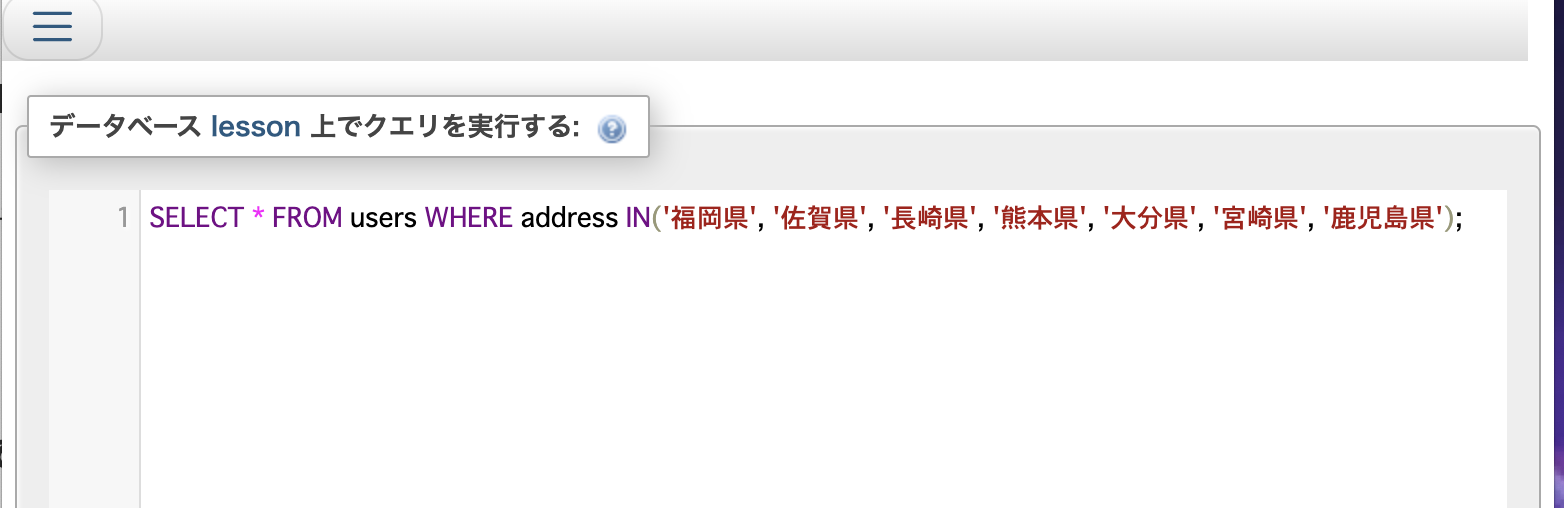 データベース lesson 上でクエリを実行する:
1 SELECT * FROM users WHERE address IN('福岡県', '佐賀県', '長崎県', '熊本県', '大分県', '宮崎県', '鹿児島県');